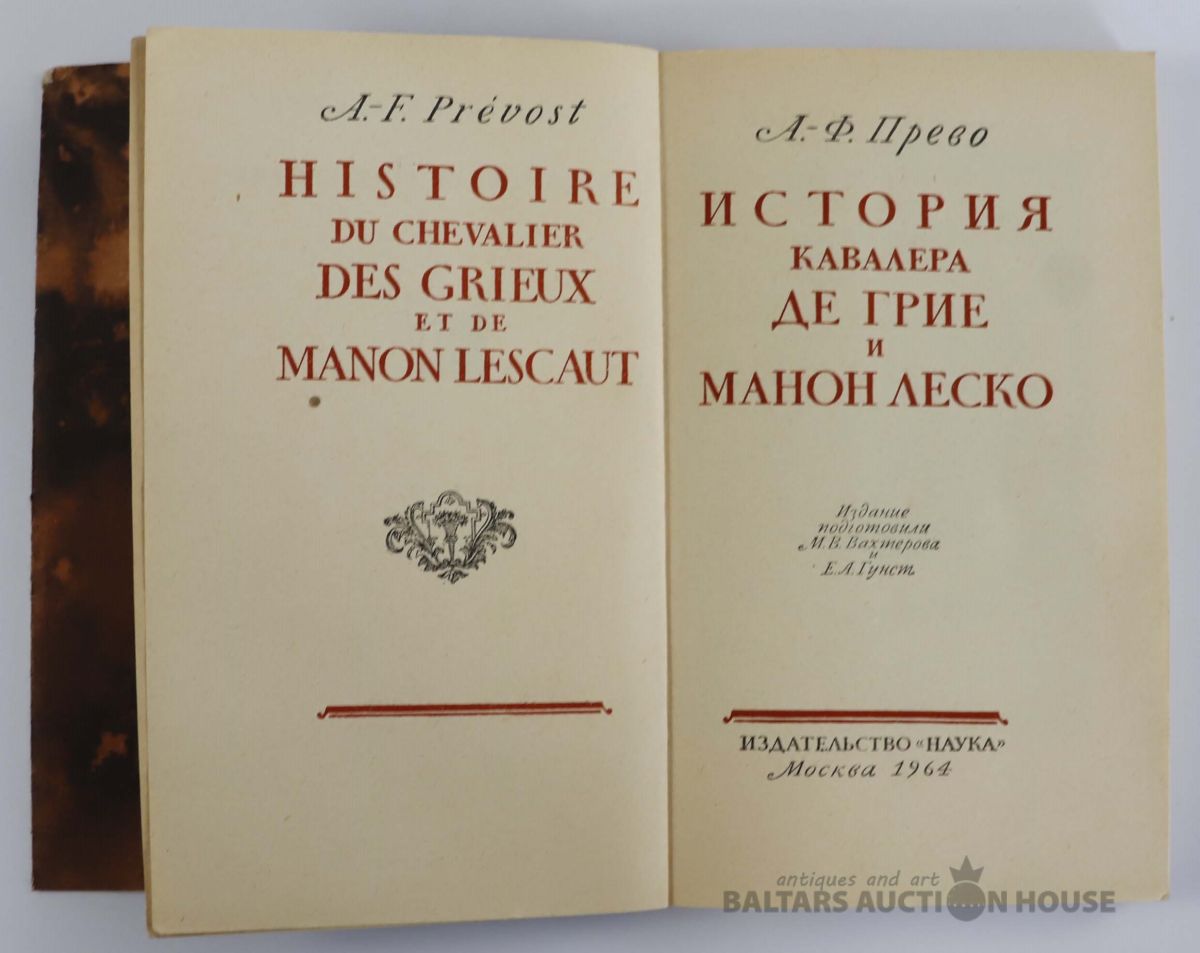 A.-F. Prévost
HISTOIRE
DU CHEVALIER
DES GRIEUX
ET DE
MANON LESCAUT
А.-Ф. Прево
ИСТОРИЯ
КАВАЛЕРА
ДЕ ГРИЕ
И
МАНОН ЛЕСКО
Издание
подготовили
М.В. Вахтерова
и
Е.А. Гунст
ИЗДАТЕЛЬСТВО «НАУКА»
Москва 1964
antiques and art
BALTARS AUCTION HOUSE